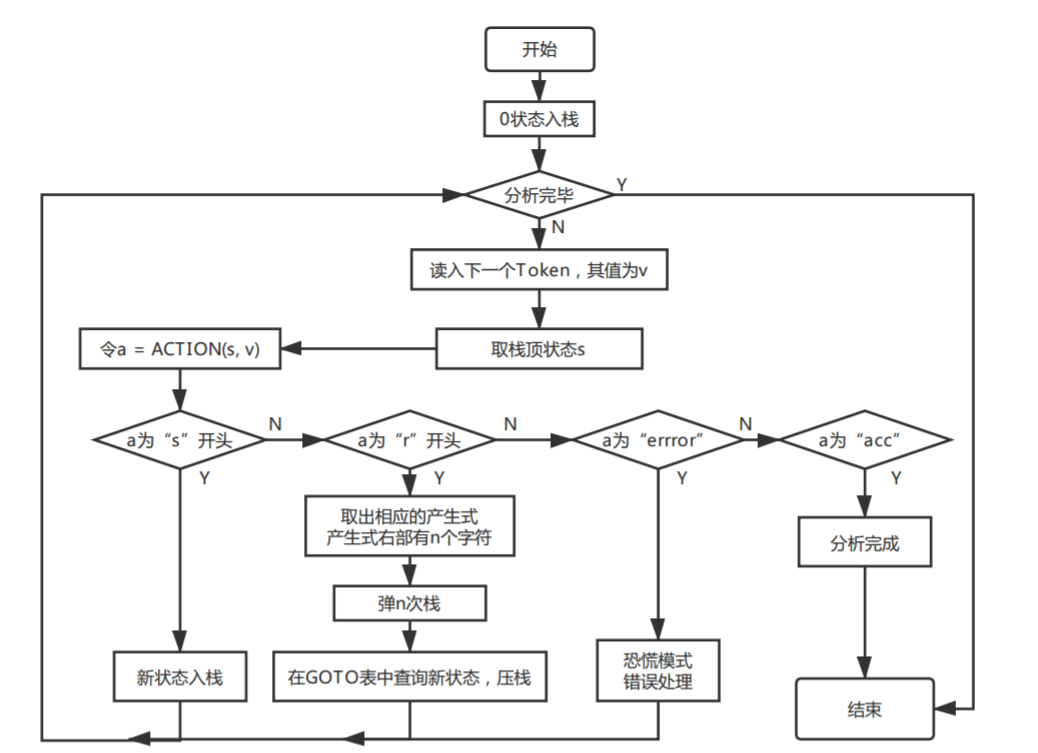 开始
0状态入栈
分析完毕
Y
N
读入下一个Token，其值为v
令a = ACTION(s, v)
取栈顶状态s
a为“s”开头
N
a为“r”开头
N
a为“errror”
N
a为“acc”
Y
Y
Y
Y
取出相应的产生式
产生式右部有n个字符
分析完成
弹n次栈
新状态入栈
在GOTO表中查询新状态，压栈
恐慌模式
错误处理
结束